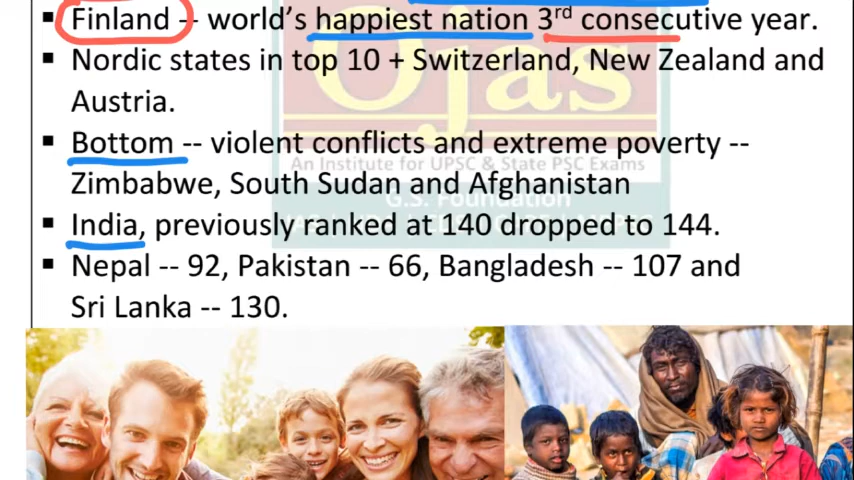 ▪ Finland -- world's happiest nation 3rd consecutive year.
▪ Nordic states in top 10 + Switzerland, New Zealand and
Austria.
▪ Bottom -- violent conflicts and extreme poverty --
Zimbabwe, South Sudan and Afghanistan
▪ India, previously ranked at 140 dropped to 144.
▪ Nepal -- 92, Pakistan -- 66, Bangladesh -- 107 and
Sri Lanka -- 130.
Ojas
An Institute for UPSC & State PSC Exams
G.S. Foundation